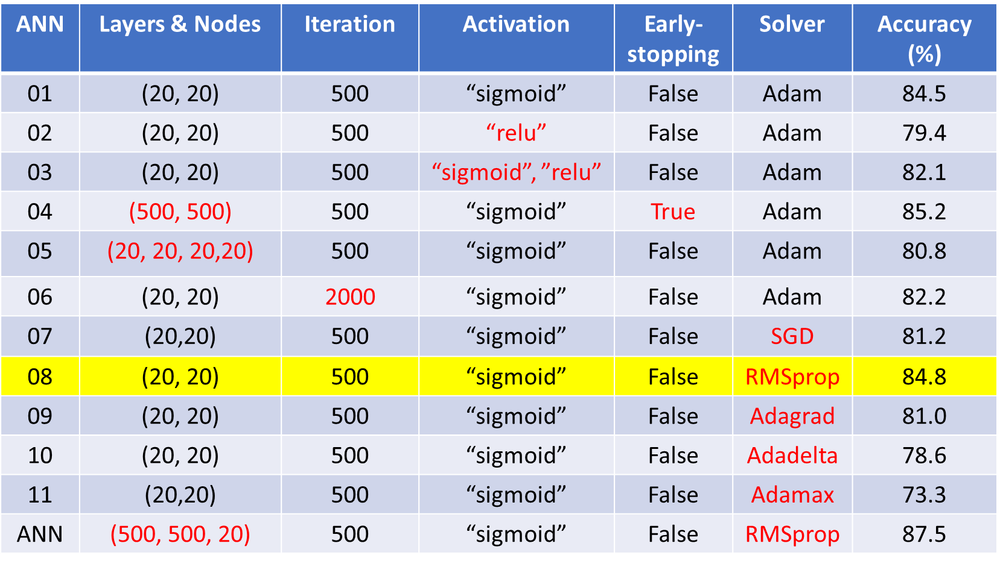 ANN Layers & Nodes Iteration Activation Early-stopping Solver Accuracy (%)
01 (20, 20) 500 “sigmoid” False Adam 84.5
02 (20, 20) 500 “relu” False Adam 79.4
03 (20, 20) 500 “sigmoid”, ”relu” False Adam 82.1
04 (500, 500) 500 “sigmoid” True Adam 85.2
05 (20, 20, 20,20) 500 “sigmoid” False Adam 80.8
06 (20, 20) 2000 “sigmoid” False Adam 82.2
07 (20,20) 500 “sigmoid” False SGD 81.2
08 (20, 20) 500 “sigmoid” False RMSprop 84.8
09 (20, 20) 500 “sigmoid” False Adagrad 81.0
10 (20, 20) 500 “sigmoid” False Adadelta 78.6
11 (20,20) 500 “sigmoid” False Adamax 73.3
ANN (500, 500, 20) 500 “sigmoid” False RMSprop 87.5